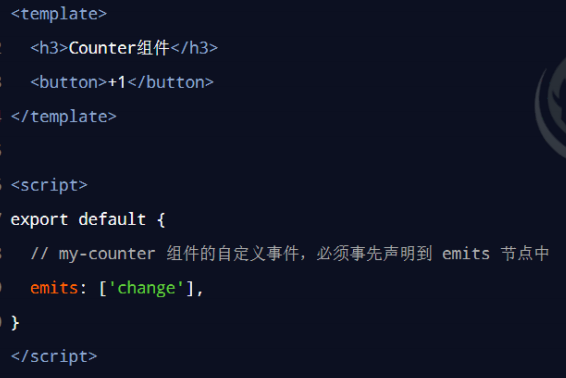 <template>
<h3>Counter组件</h3>
<button>+1</button>
</template>
<script>
export default {
// my-counter 组件的自定义事件，必须事先声明到 emits 节点中
emits: ['change'],
}
</script>